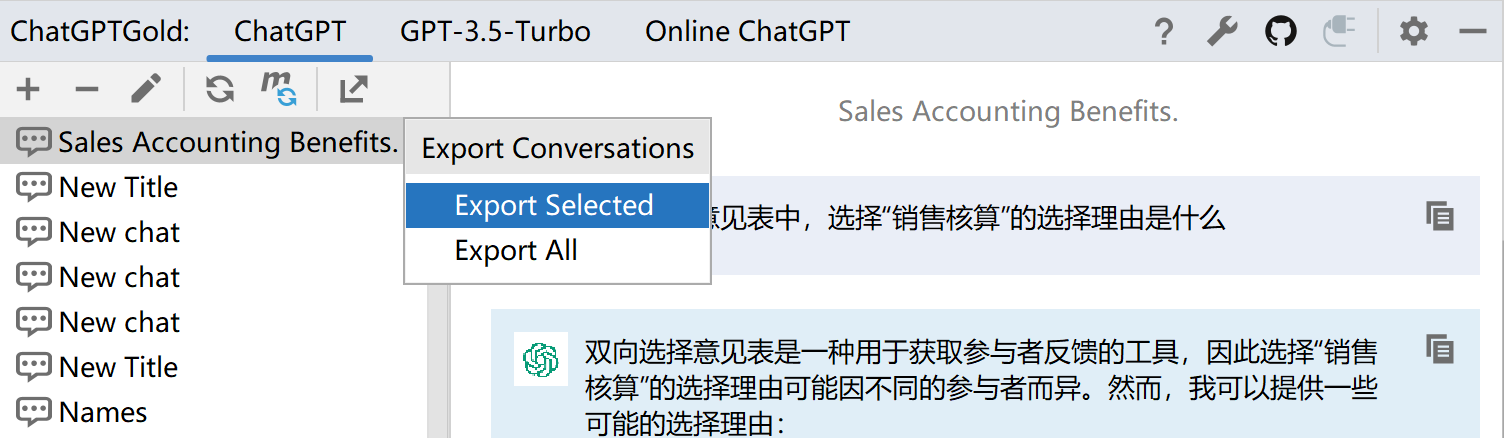 ChatGPTGold: ChatGPT GPT-3.5-Turbo Online ChatGPT
Sales Accounting Benefits.
New Title
New chat
New chat
New chat
New Title
Names
Export Conversations
Export Selected
Export All
Sales Accounting Benefits.
见表中，选择“销售核算”的选择理由是什么
双向选择意见表是一种用于获取参与者反馈的工具，因此选择“销售
核算”的选择理由可能因不同的参与者而异。然而，我可以提供一些
可能的选择理由：